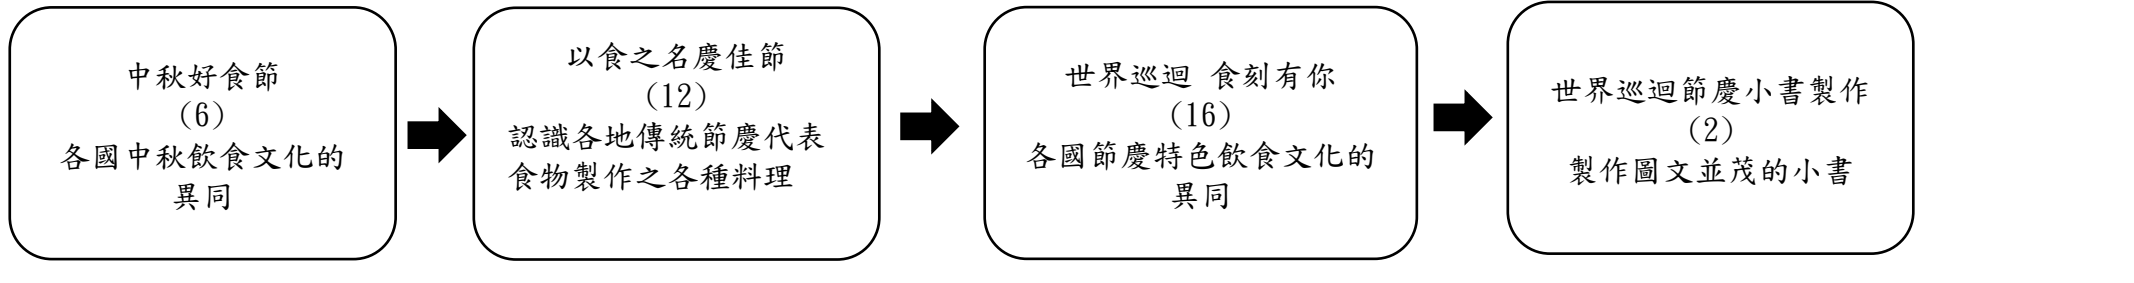 中秋好食節
(6)
各國中秋飲食文化的
異同
以食之名慶佳節
(12)
認識各地傳統節慶代表
食物製作之各種料理
世界巡迴 食刻有你
(16)
各國節慶特色飲食文化的
異同
世界巡迴節慶小書製作
(2)
製作圖文並茂的小書